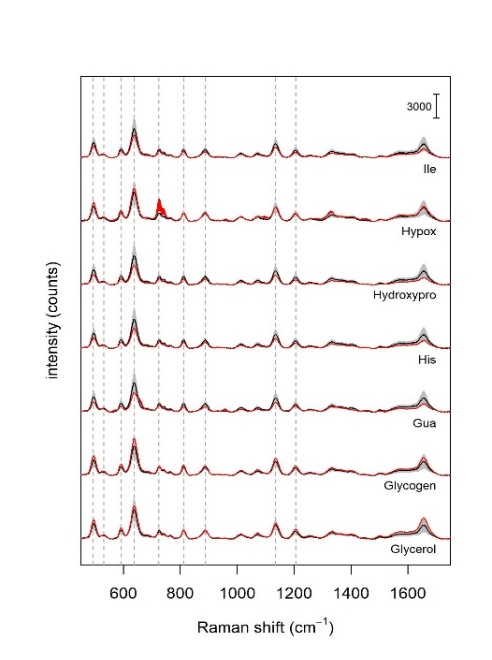 3000
Ile
Hypox
Hydroxypro
His
Gua
Glycogen
Glycerol
intensity (counts)
600 800 1000 1200 1400 1600
Raman shift (cm⁻¹)